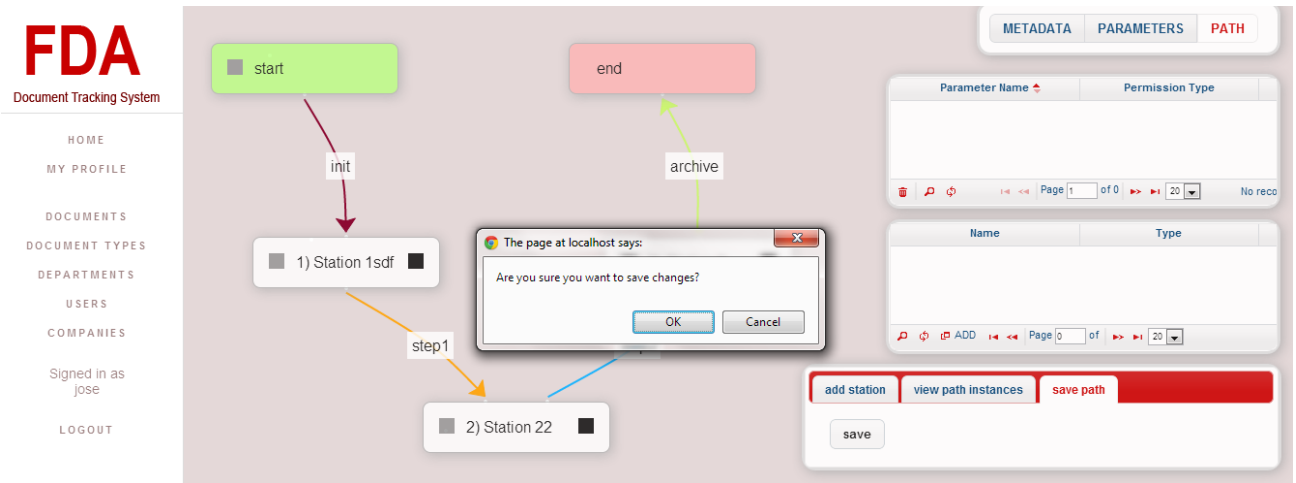 FDA
Document Tracking System
HOME
MY PROFILE
DOCUMENTS
DOCUMENT TYPES
DEPARTMENTS
USERS
COMPANIES
Signed in as
jose
LOGOUT
start
end
init
archive
1) Station 1sdf
step1
2) Station 22
The page at localhost says:
Are you sure you want to save changes?
OK Cancel
METADATA PARAMETERS PATH
Parameter Name Permission Type
Page 1 of 0 20 No reco
Name Type
ADD Page 0 of 20
add station view path instances save path
save